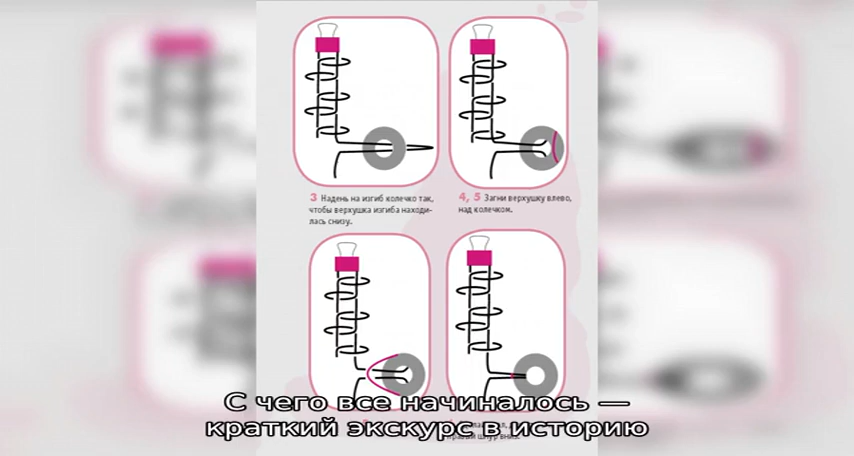 3 Надень на изгиб колечко так,
чтобы верхушка изгиба находи-
лась снизу.
4, 5 Загни верхушку влево,
над колечком.
С чего все начиналось —
краткий экскурс в историю